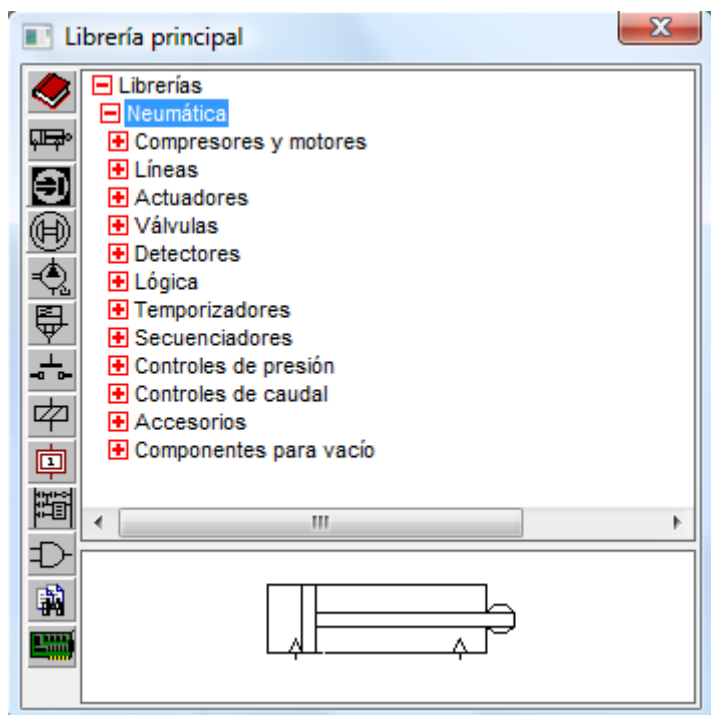 Librería principal
Librerías
Neumática
Compresores y motores
Líneas
Actuadores
Válvulas
Detectores
Lógica
Temporizadores
Secuenciadores
Controles de presión
Controles de caudal
Accesorios
Componentes para vacío
1